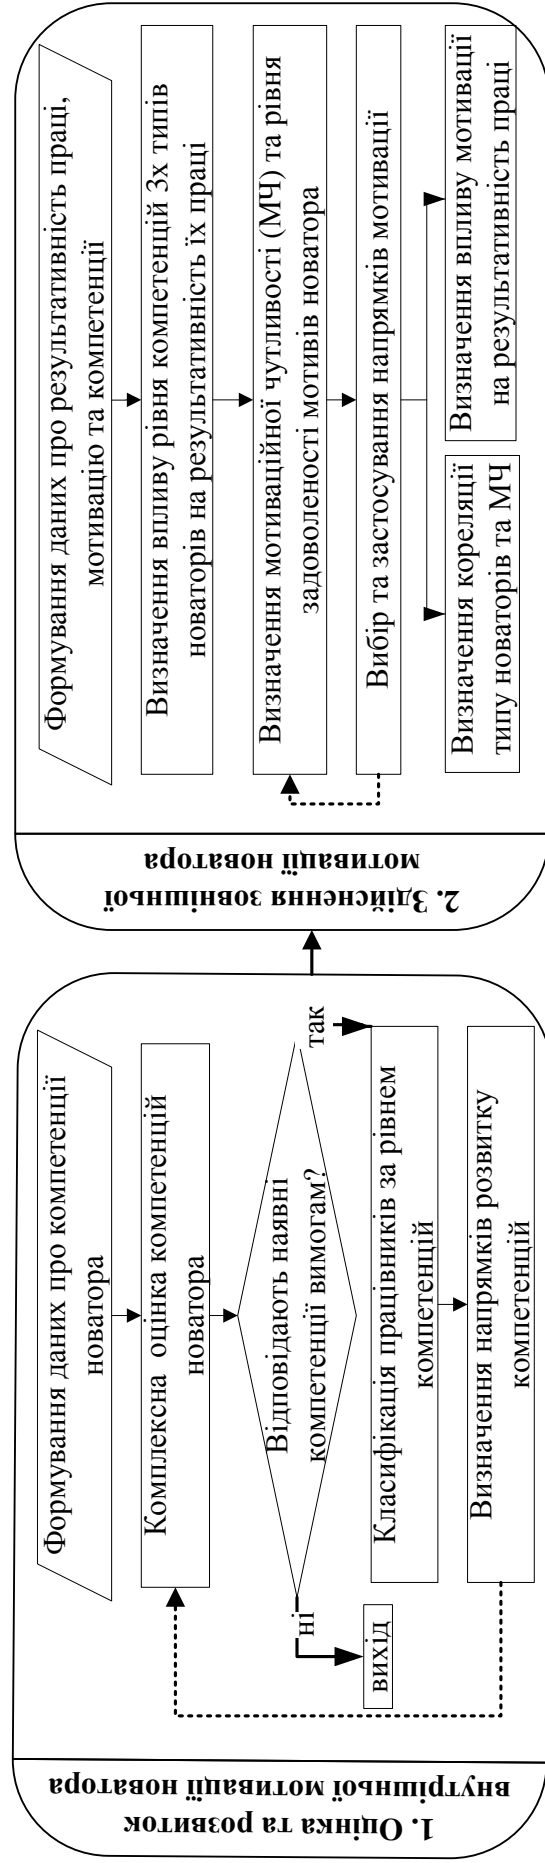 1. Оцінка та розвиток
внутрішньої мотивації новатора
Формування даних про компетенції
новатора
Комплексна оцінка компетенцій
новатора
Відповідають наявні
компетенції вимогам?
ні
так
вихід
Класифікація працівників за рівнем
компетенцій
Визначення напрямків розвитку
компетенцій
2. Здійснення зовнішньої
мотивації новатора
Формування даних про результативність праці,
мотивацію та компетенції
Визначення впливу рівня компетенцій 3х типів
новаторів на результативність їх праці
Визначення мотиваційної чутливості (МЧ) та рівня
задоволеності мотивів новатора
Вибір та застосування напрямків мотивації
Визначення кореляції
типу новаторів та МЧ
Визначення впливу мотивації
на результативність праці